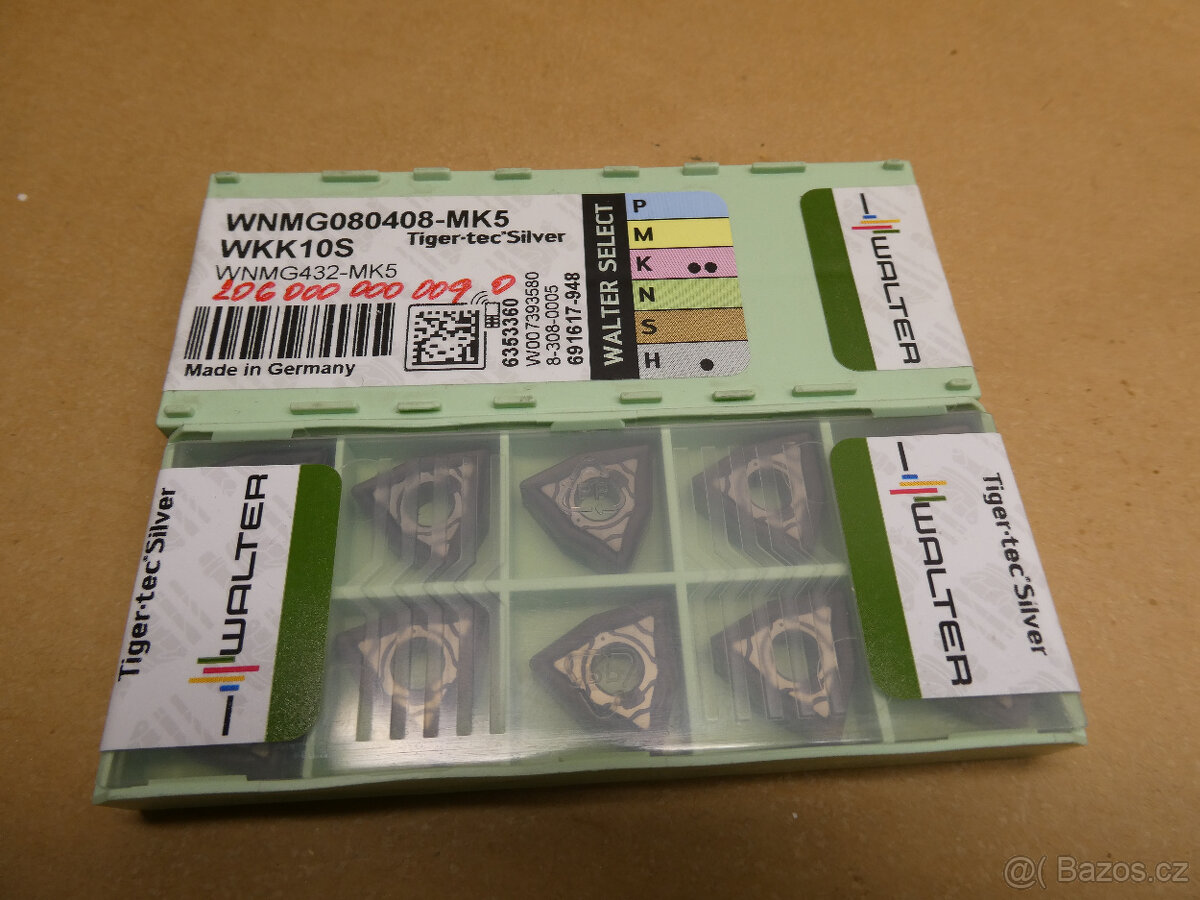 WNMG080408-MK5
WKK10S Tiger·tec®Silver
WNMG432-MK5
206 000 000 009 0
Made in Germany
6353360
W007393580
8-308-0005
691617-948
WALTER SELECT
P
M
K
N
S
H
WALTER
Tiger·tec®Silver
WALTER
WALTER
Tiger·tec®Silver
@( Bazos.cz